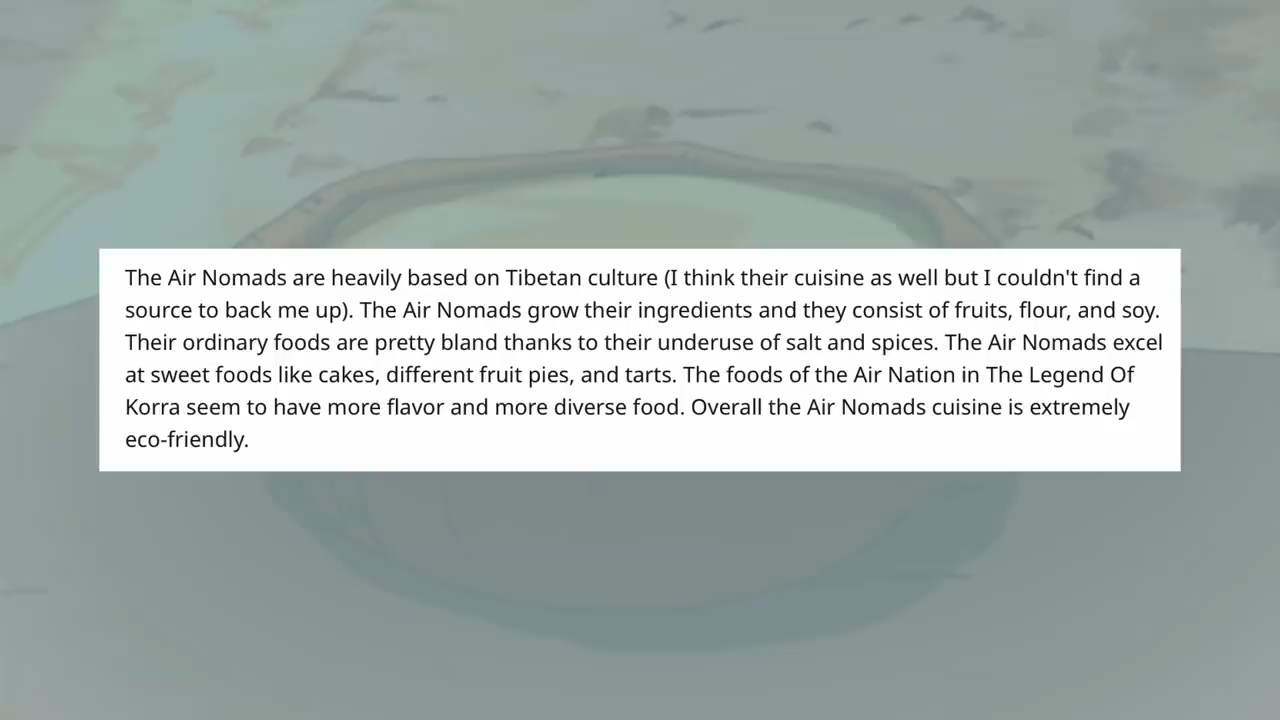 The Air Nomads are heavily based on Tibetan culture (I think their cuisine as well but I couldn't find a
source to back me up). The Air Nomads grow their ingredients and they consist of fruits, flour, and soy.
Their ordinary foods are pretty bland thanks to their underuse of salt and spices. The Air Nomads excel
at sweet foods like cakes, different fruit pies, and tarts. The foods of the Air Nation in The Legend Of
Korra seem to have more flavor and more diverse food. Overall the Air Nomads cuisine is extremely
eco-friendly.